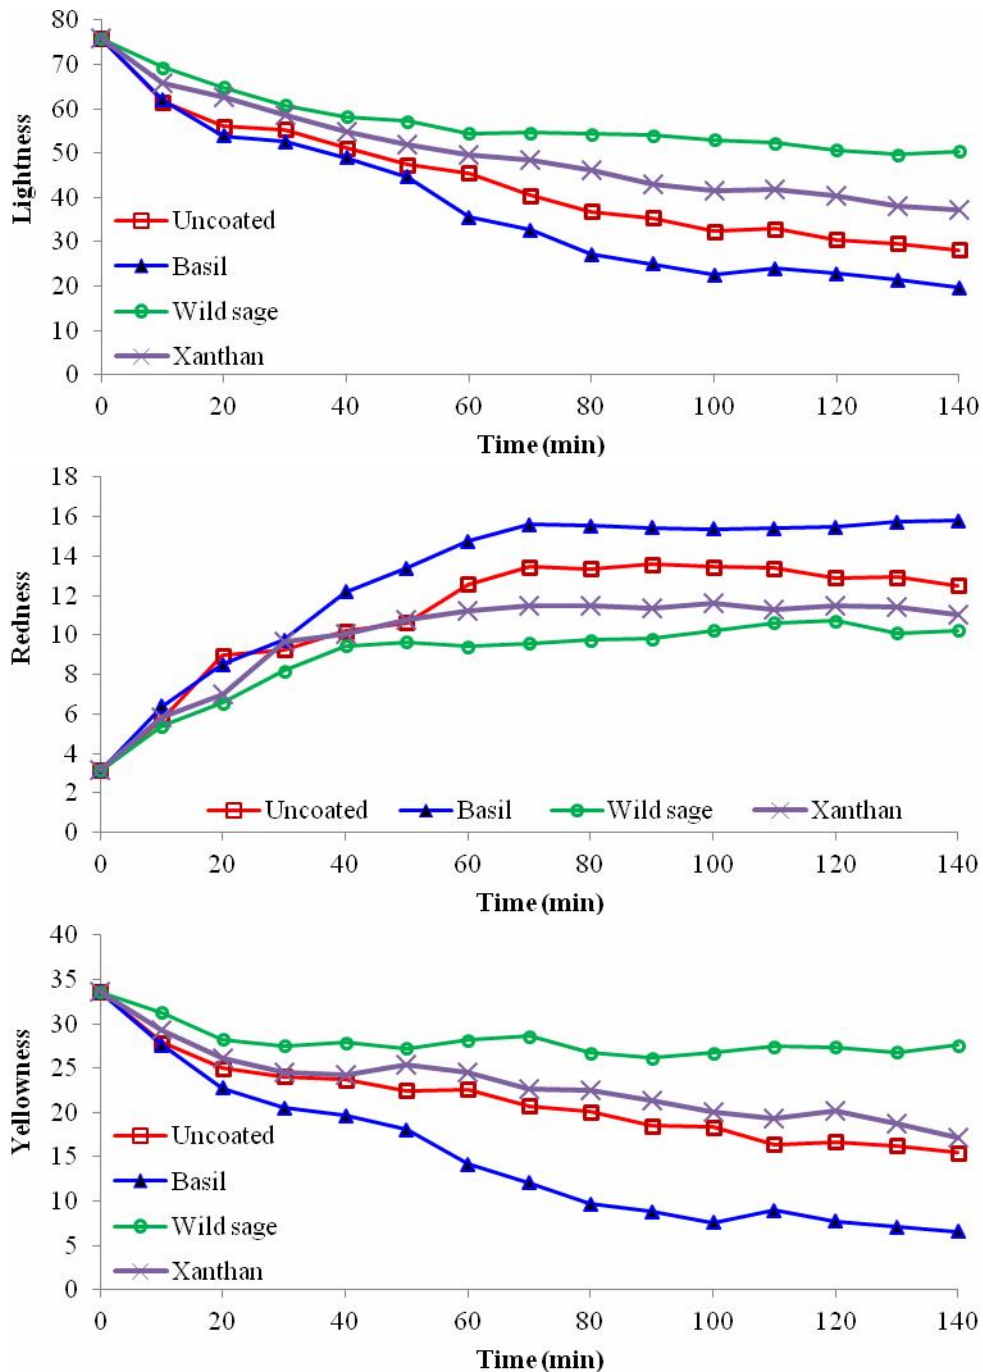 80
70
60
50
40
30
20
10
0
Lightness
Uncoated
Basil
Wild sage
Xanthan
0 20 40 60 80 100 120 140
Time (min)
18
16
14
12
10
8
6
4
2
0
Redness
Uncoated Basil Wild sage Xanthan
0 20 40 60 80 100 120 140
Time (min)
40
35
30
25
20
15
10
5
0
Yellowness
Uncoated
Basil
Wild sage
Xanthan
0 20 40 60 80 100 120 140
Time (min)